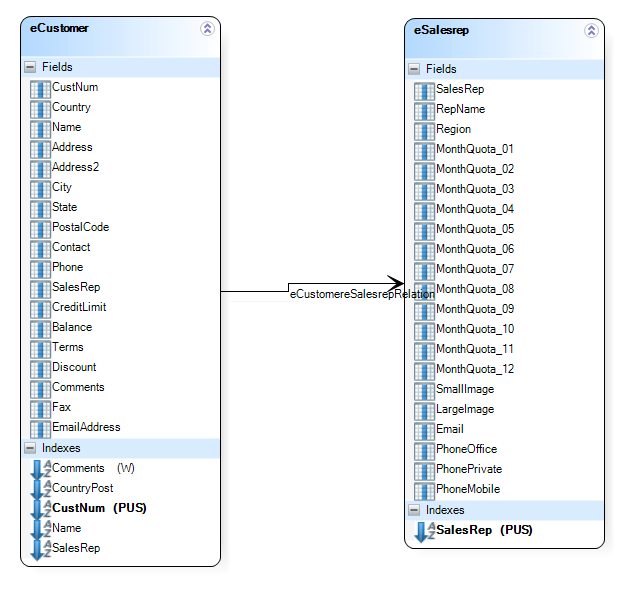 eCustomer
Fields
CustNum
Country
Name
Address
Address2
City
State
PostalCode
Contact
Phone
SalesRep
CreditLimit
Balance
Terms
Discount
Comments
Fax
EmailAddress
Indexes
Comments (W)
CountryPost
CustNum (PUS)
Name
SalesRep
eCustomereSalesrepRelation
eSalesrep
Fields
SalesRep
RepName
Region
MonthQuota_01
MonthQuota_02
MonthQuota_03
MonthQuota_04
MonthQuota_05
MonthQuota_06
MonthQuota_07
MonthQuota_08
MonthQuota_09
MonthQuota_10
MonthQuota_11
MonthQuota_12
SmallImage
LargeImage
Email
PhoneOffice
PhonePrivate
PhoneMobile
Indexes
SalesRep (PUS)